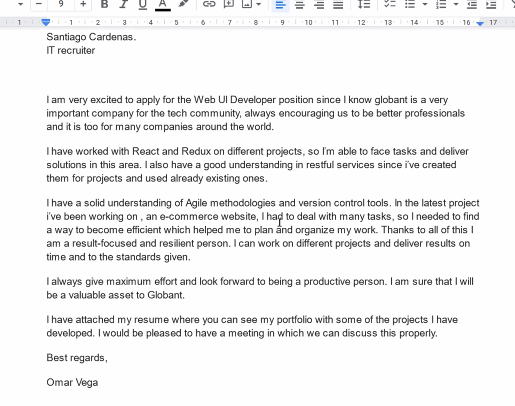 9
B I U A
1 1 2 3 4 5 6 7 8 9 10 11 12 13 14 15 16 17
Santiago Cardenas.
IT recruiter
I am very excited to apply for the Web UI Developer position since I know globant is a very
important company for the tech community, always encouraging us to be better professionals
and it is too for many companies around the world.
I have worked with React and Redux on different projects, so I'm able to face tasks and deliver
solutions in this area. I also have a good understanding in restful services since i've created
them for projects and used already existing ones.
I have a solid understanding of Agile methodologies and version control tools. In the latest project
i've been working on , an e-commerce website, I had to deal with many tasks, so I needed to find
a way to become efficient which helped me to plan and organize my work. Thanks to all of this I
am a result-focused and resilient person. I can work on different projects and deliver results on
time and to the standards given.
I always give maximum effort and look forward to being a productive person. I am sure that I will
be a valuable asset to Globant.
I have attached my resume where you can see my portfolio with some of the projects I have
developed. I would be pleased to have a meeting in which we can discuss this properly.
Best regards,
Omar Vega